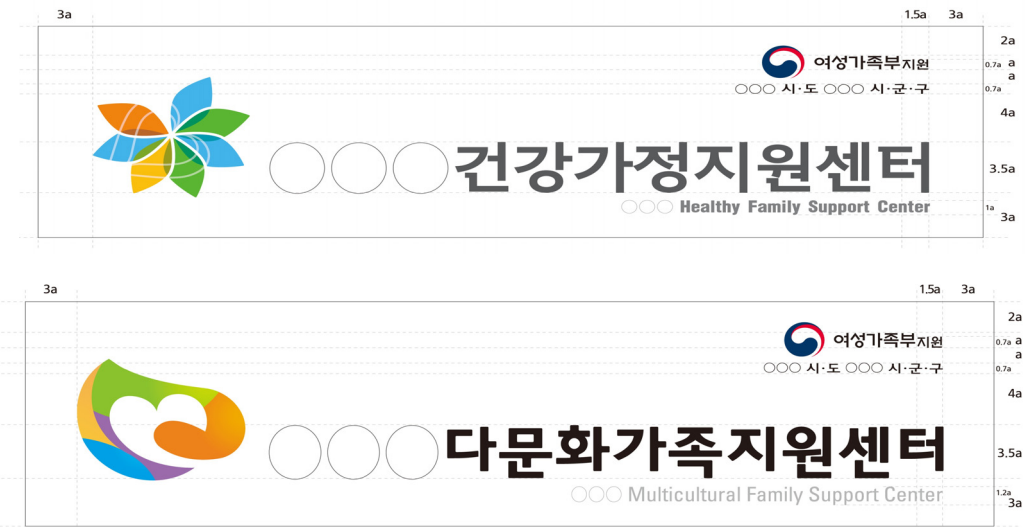 3a 1.5a 3a
2a
여성가족부지원 0.7a a
a
○○○ 시·도 ○○○ 시·군·구 0.7a
4a
○○○건강가정지원센터 3.5a
○○○ Healthy Family Support Center 1a
3a
3a 1.5a 3a
2a
여성가족부지원 0.7a a
a
○○○ 시·도 ○○○ 시·군·구 0.7a
4a
○○○다문화가족지원센터 3.5a
○○○ Multicultural Family Support Center 1.2a
3a